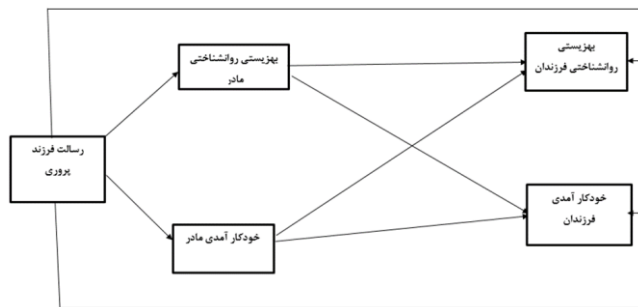 بهزیستی
روانشناختی فرزندان
بهزیستی روانشناختی
مادر
رسالت فرزند
پروری
خودکار آمدی
فرزندان
خودکار آمدی مادر